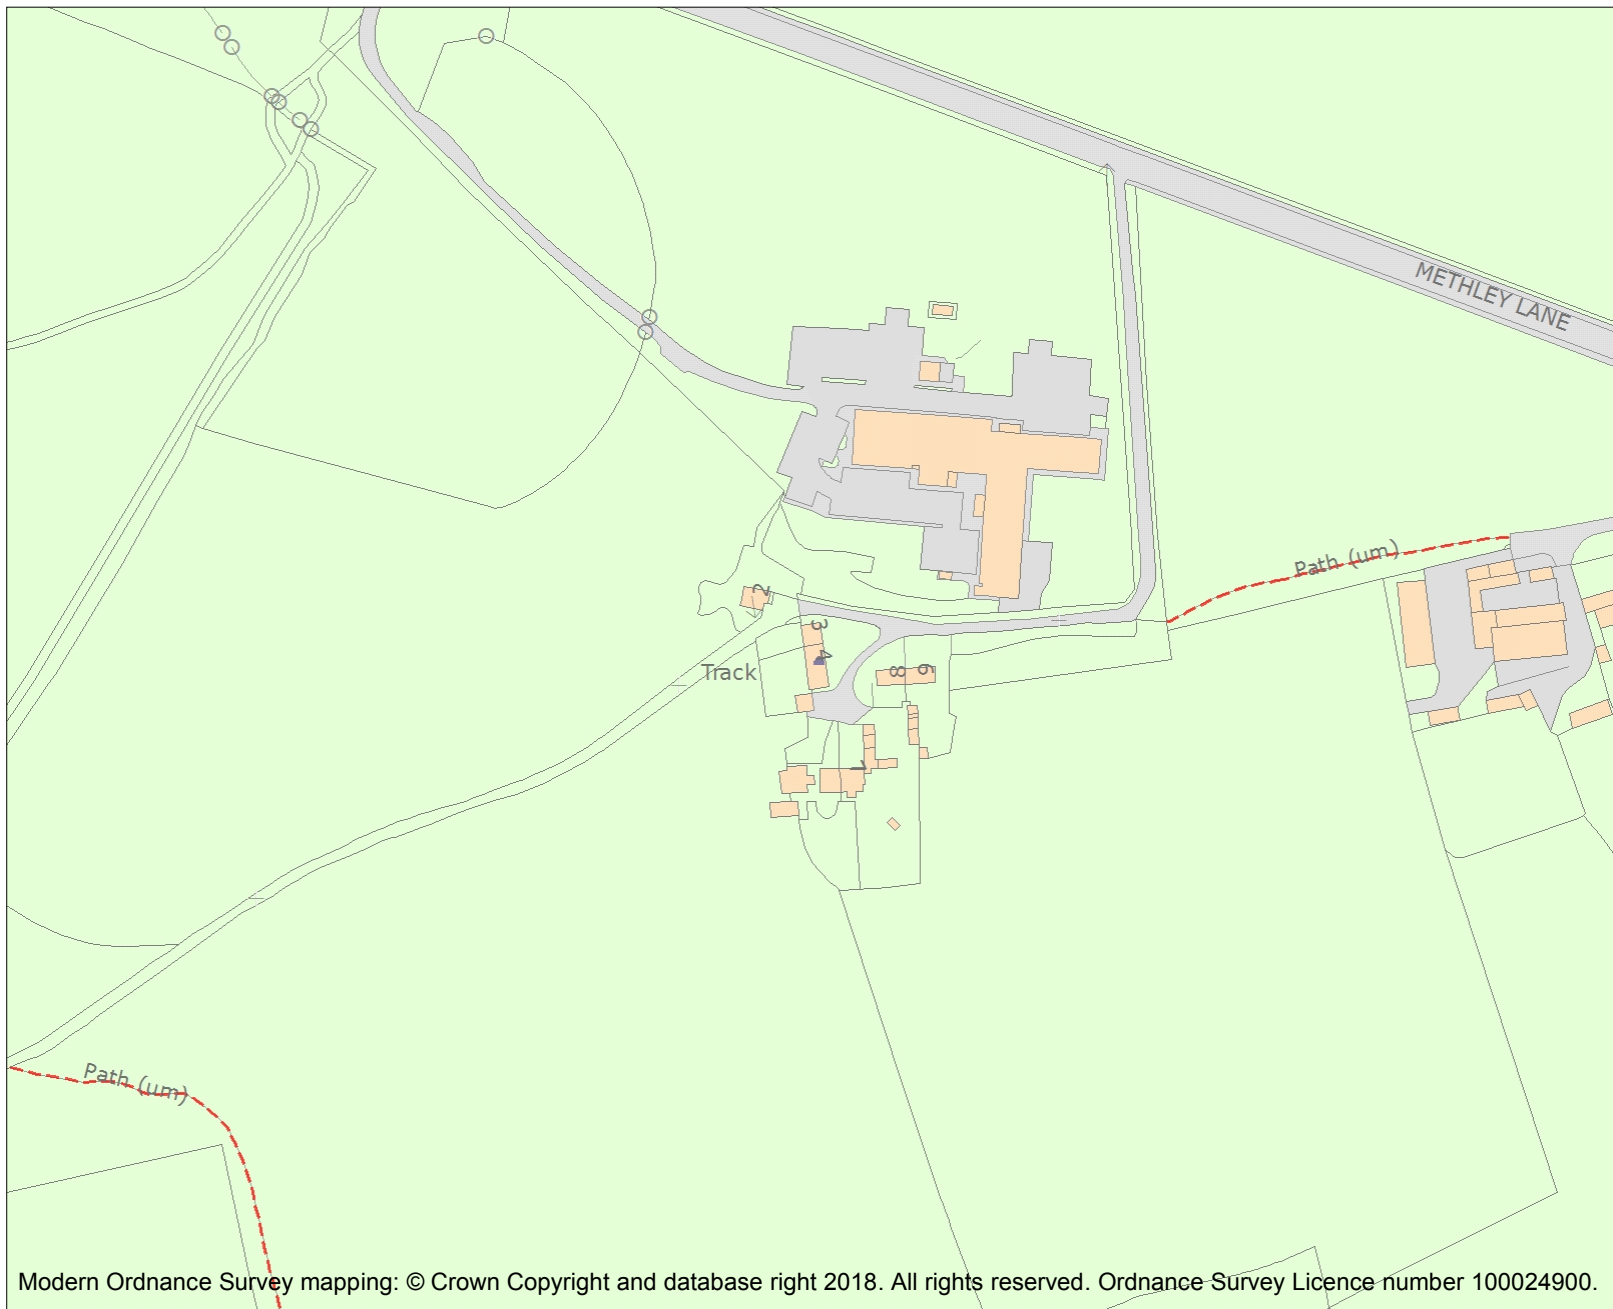 METHLEY LANE
Path (um)
2
3
4
Track
8
6
7
Path (um)
Modern Ordnance Survey mapping: © Crown Copyright and database right 2018. All rights reserved. Ordnance Survey Licence number 100024900.